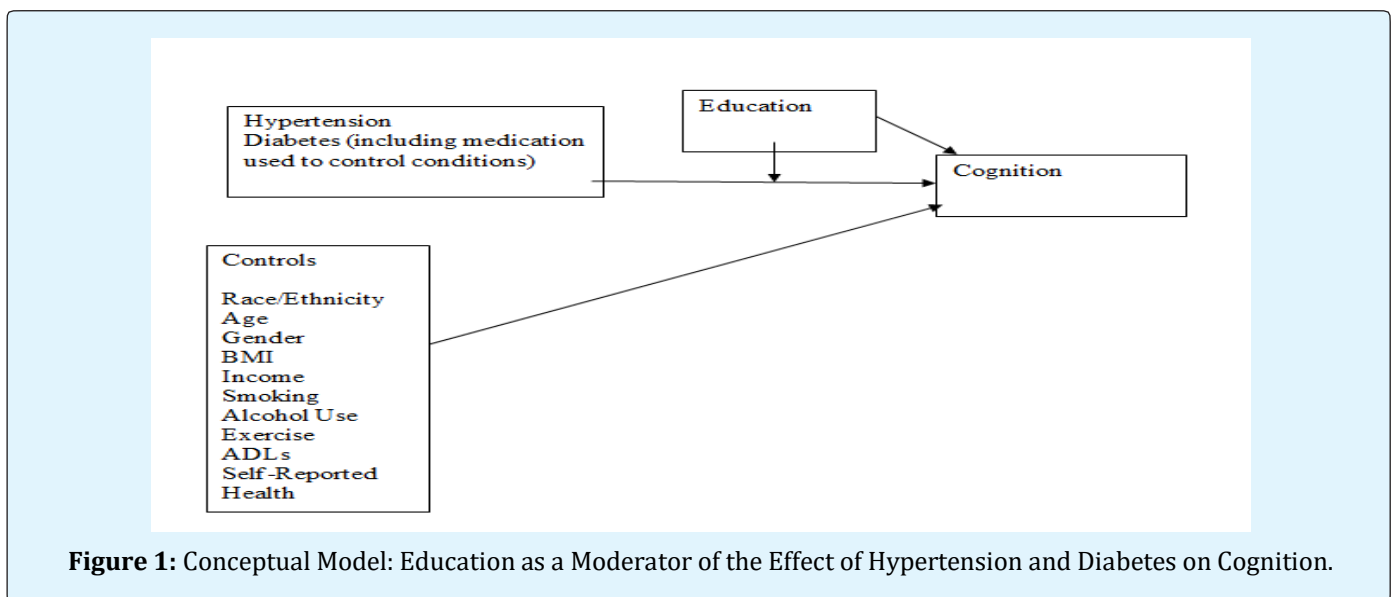 Hypertension
Diabetes (including medication
used to control conditions)
Education
Cognition
Controls
Race/Ethnicity
Age
Gender
BMI
Income
Smoking
Alcohol Use
Exercise
ADLs
Self-Reported
Health
Figure 1: Conceptual Model: Education as a Moderator of the Effect of Hypertension and Diabetes on Cognition.